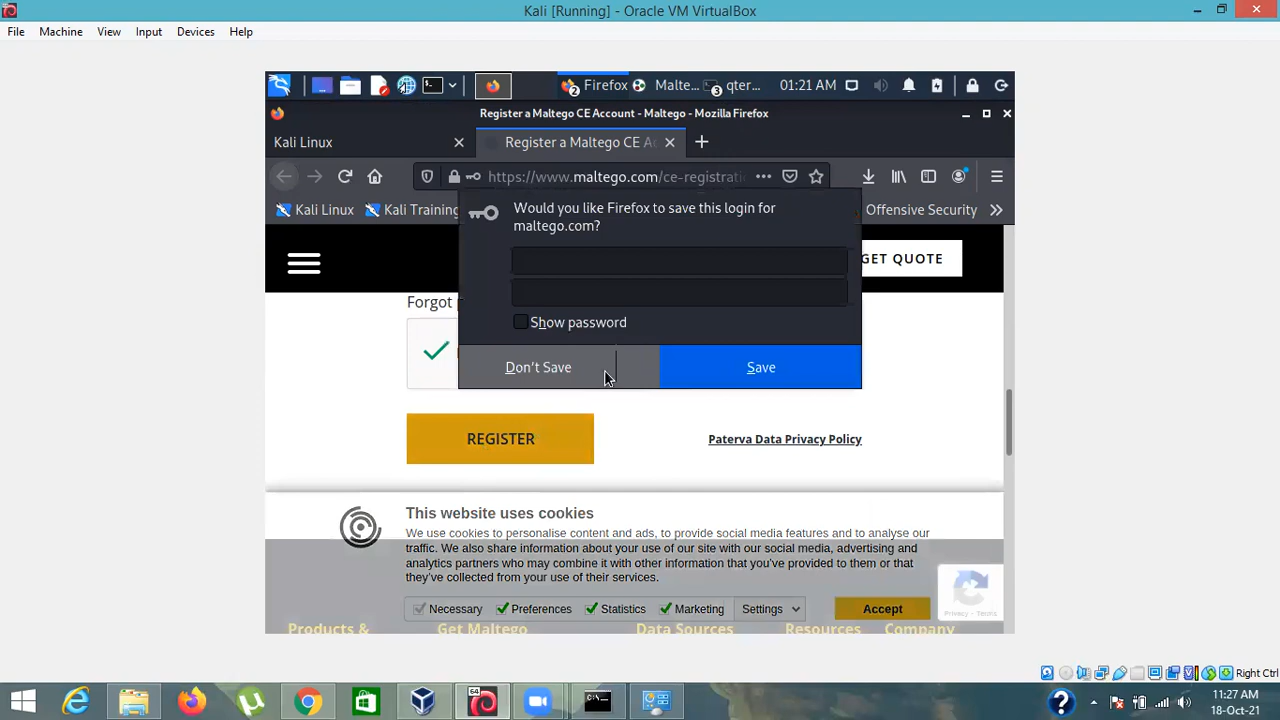 Kali [Running] - Oracle VM VirtualBox
File Machine View Input Devices Help
Firefox
2
Malte...
3
qter...
01:21 AM
Register a Maltego CE Account - Maltego - Mozilla Firefox
Kali Linux
Register a Maltego CE Ac
https://www.maltego.com/ce-registrati
Kali Linux
Kali Training
Offensive Security
Would you like Firefox to save this login for
maltego.com?
GET QUOTE
Forgot p
Show password
Don't Save
Save
REGISTER
Paterva Data Privacy Policy
This website uses cookies
We use cookies to personalise content and ads, to provide social media features and to analyse our
traffic. We also share information about your use of our site with our social media, advertising and
analytics partners who may combine it with other information that you've provided to them or that
they've collected from your use of their services.
Privacy - Terms
Necessary Preferences Statistics Marketing Settings
Accept
Products & Get Maltego Data Sources Resources Company
Right Ctrl
64
11:27 AM
18-Oct-21